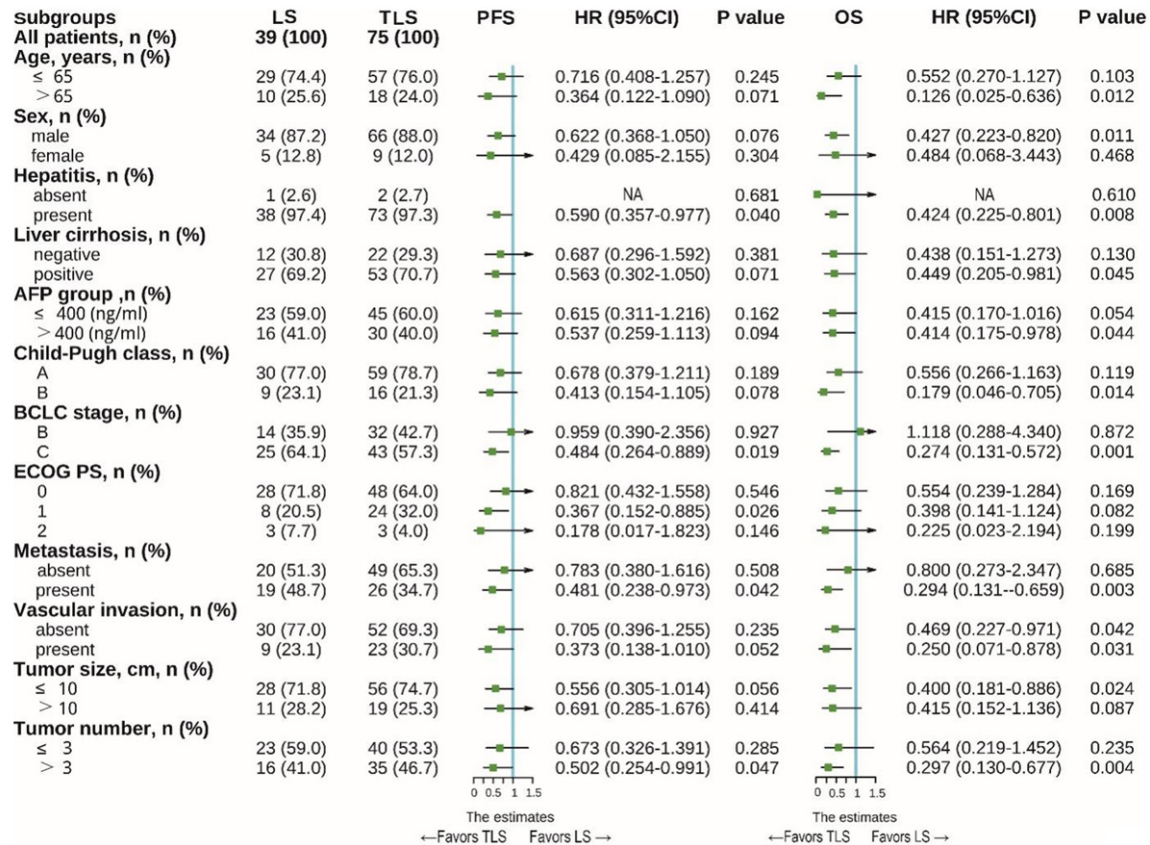 subgroups LS TLS PFS HR (95%CI) P value OS HR (95%CI) P value
All patients, n (%) 39 (100) 75 (100)
Age, years, n (%)
≤ 65 29 (74.4) 57 (76.0) 0.716 (0.408-1.257) 0.245 0.552 (0.270-1.127) 0.103
> 65 10 (25.6) 18 (24.0) 0.364 (0.122-1.090) 0.071 0.126 (0.025-0.636) 0.012
Sex, n (%)
male 34 (87.2) 66 (88.0) 0.622 (0.368-1.050) 0.076 0.427 (0.223-0.820) 0.011
female 5 (12.8) 9 (12.0) 0.429 (0.085-2.155) 0.304 0.484 (0.068-3.443) 0.468
Hepatitis, n (%)
absent 1 (2.6) 2 (2.7) NA 0.681 NA 0.610
present 38 (97.4) 73 (97.3) 0.590 (0.357-0.977) 0.040 0.424 (0.225-0.801) 0.008
Liver cirrhosis, n (%)
negative 12 (30.8) 22 (29.3) 0.687 (0.296-1.592) 0.381 0.438 (0.151-1.273) 0.130
positive 27 (69.2) 53 (70.7) 0.563 (0.302-1.050) 0.071 0.449 (0.205-0.981) 0.045
AFP group ,n (%)
≤ 400 (ng/ml) 23 (59.0) 45 (60.0) 0.615 (0.311-1.216) 0.162 0.415 (0.170-1.016) 0.054
> 400 (ng/ml) 16 (41.0) 30 (40.0) 0.537 (0.259-1.113) 0.094 0.414 (0.175-0.978) 0.044
Child-Pugh class, n (%)
A 30 (77.0) 59 (78.7) 0.678 (0.379-1.211) 0.189 0.556 (0.266-1.163) 0.119
B 9 (23.1) 16 (21.3) 0.413 (0.154-1.105) 0.078 0.179 (0.046-0.705) 0.014
BCLC stage, n (%)
B 14 (35.9) 32 (42.7) 0.959 (0.390-2.356) 0.927 1.118 (0.288-4.340) 0.872
C 25 (64.1) 43 (57.3) 0.484 (0.264-0.889) 0.019 0.274 (0.131-0.572) 0.001
ECOG PS, n (%)
0 28 (71.8) 48 (64.0) 0.821 (0.432-1.558) 0.546 0.554 (0.239-1.284) 0.169
1 8 (20.5) 24 (32.0) 0.367 (0.152-0.885) 0.026 0.398 (0.141-1.124) 0.082
2 3 (7.7) 3 (4.0) 0.178 (0.017-1.823) 0.146 0.225 (0.023-2.194) 0.199
Metastasis, n (%)
absent 20 (51.3) 49 (65.3) 0.783 (0.380-1.616) 0.508 0.800 (0.273-2.347) 0.685
present 19 (48.7) 26 (34.7) 0.481 (0.238-0.973) 0.042 0.294 (0.131--0.659) 0.003
Vascular invasion, n (%)
absent 30 (77.0) 52 (69.3) 0.705 (0.396-1.255) 0.235 0.469 (0.227-0.971) 0.042
present 9 (23.1) 23 (30.7) 0.373 (0.138-1.010) 0.052 0.250 (0.071-0.878) 0.031
Tumor size, cm, n (%)
≤ 10 28 (71.8) 56 (74.7) 0.556 (0.305-1.014) 0.056 0.400 (0.181-0.886) 0.024
> 10 11 (28.2) 19 (25.3) 0.691 (0.285-1.676) 0.414 0.415 (0.152-1.136) 0.087
Tumor number, n (%)
≤ 3 23 (59.0) 40 (53.3) 0.673 (0.326-1.391) 0.285 0.564 (0.219-1.452) 0.235
> 3 16 (41.0) 35 (46.7) 0.502 (0.254-0.991) 0.047 0.297 (0.130-0.677) 0.004
0 0.5 1 1.5 0 0.5 1 1.5
The estimates The estimates
←Favors TLS Favors LS → ←Favors TLS Favors LS →